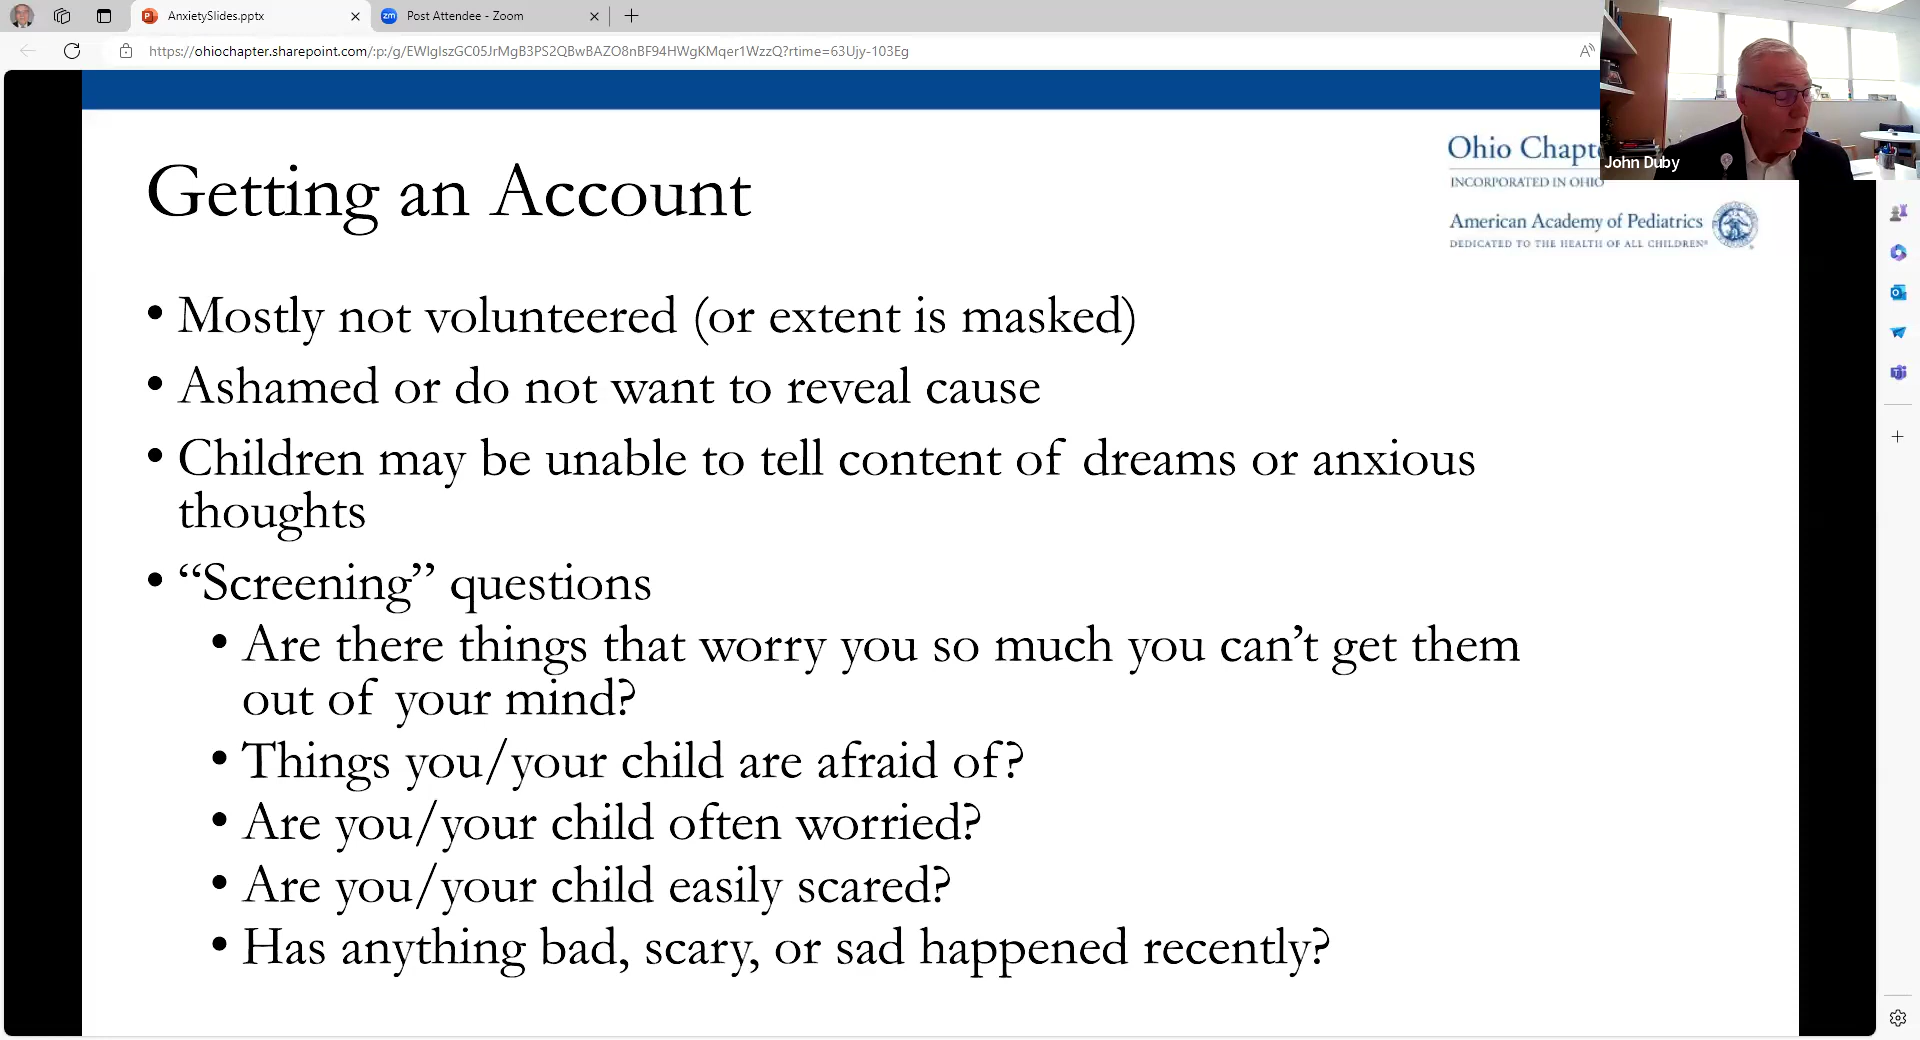 AnxietySlides.pptx
Post Attendee - Zoom
https://ohiochapter.sharepoint.com/:p:/g/EWIgIszGC05JrMgB3PS2QBwBAZO8nBF94HWgKMqer1WzzQ?rtime=63Ujy-103Eg
John Duby
Ohio Chapt
INCORPORATED IN OHIO
American Academy of Pediatrics
DEDICATED TO THE HEALTH OF ALL CHILDREN®
Getting an Account
• Mostly not volunteered (or extent is masked)
• Ashamed or do not want to reveal cause
• Children may be unable to tell content of dreams or anxious
thoughts
• “Screening” questions
• Are there things that worry you so much you can’t get them
out of your mind?
• Things you/your child are afraid of?
• Are you/your child often worried?
• Are you/your child easily scared?
• Has anything bad, scary, or sad happened recently?